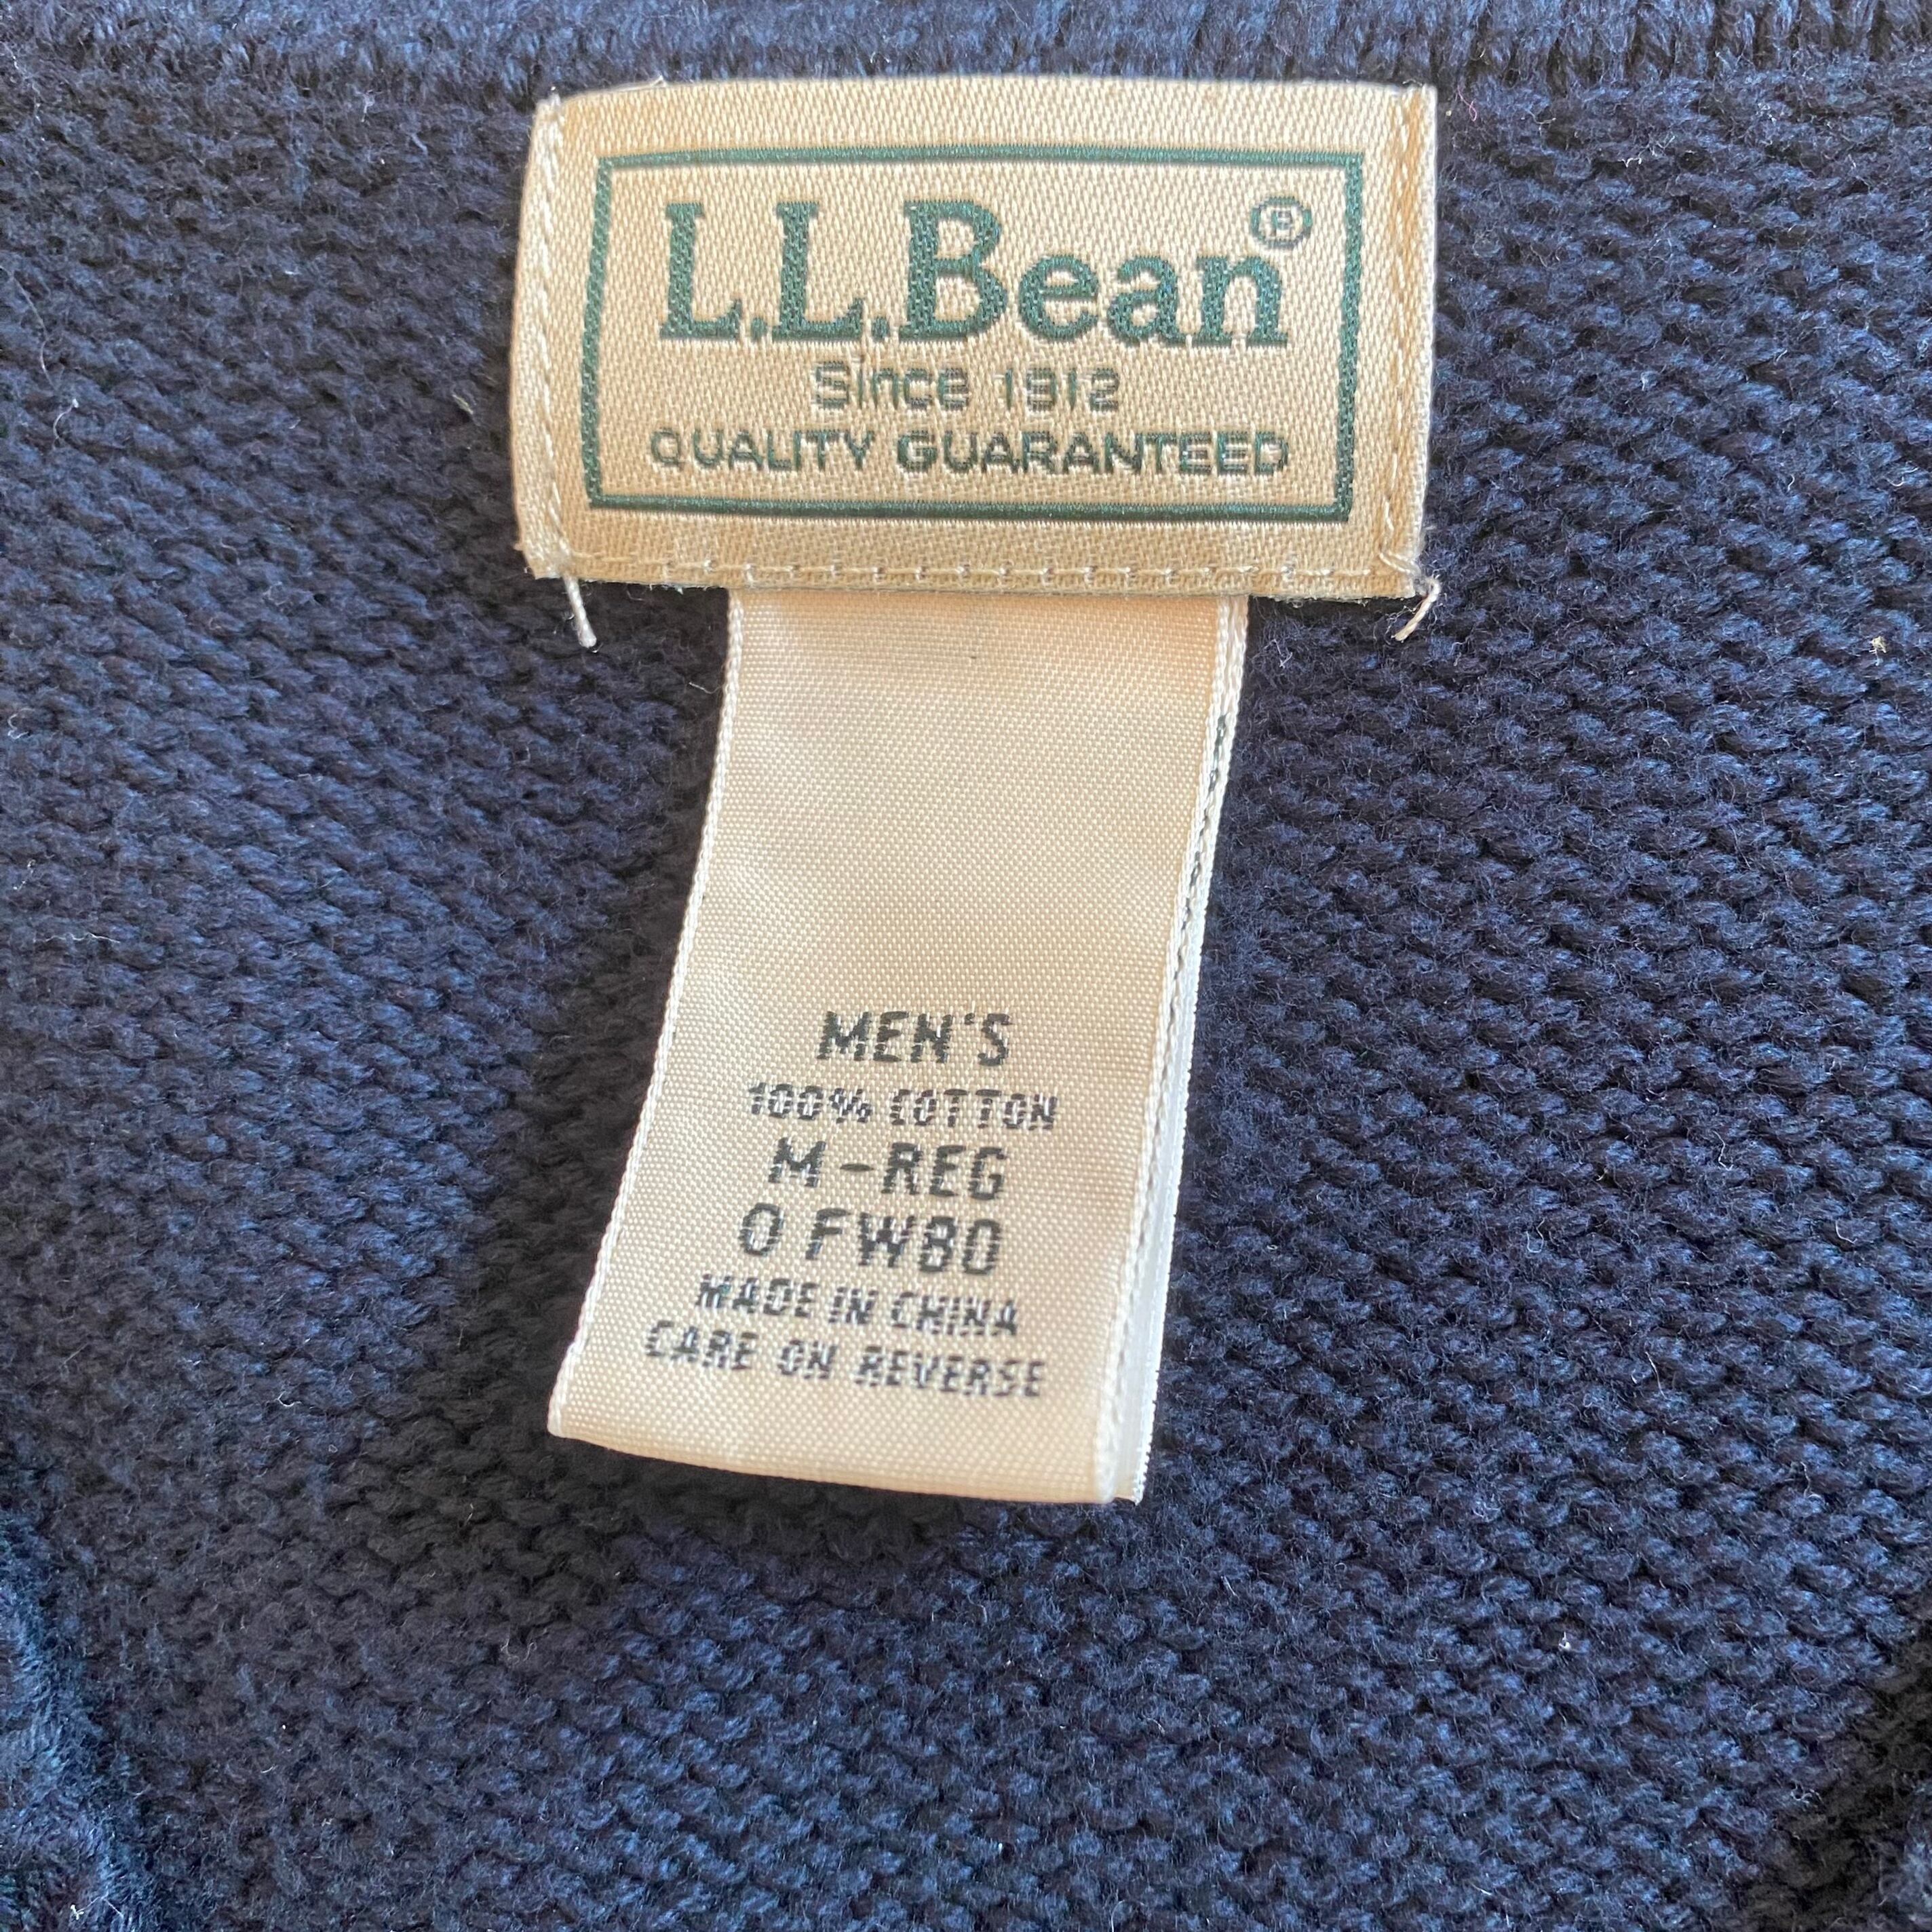 L.L.Bean®
Since 1912
QUALITY GUARANTEED
MEN'S
100% COTTON
M-REG
0 FW80
MADE IN CHINA
CARE ON REVERSE